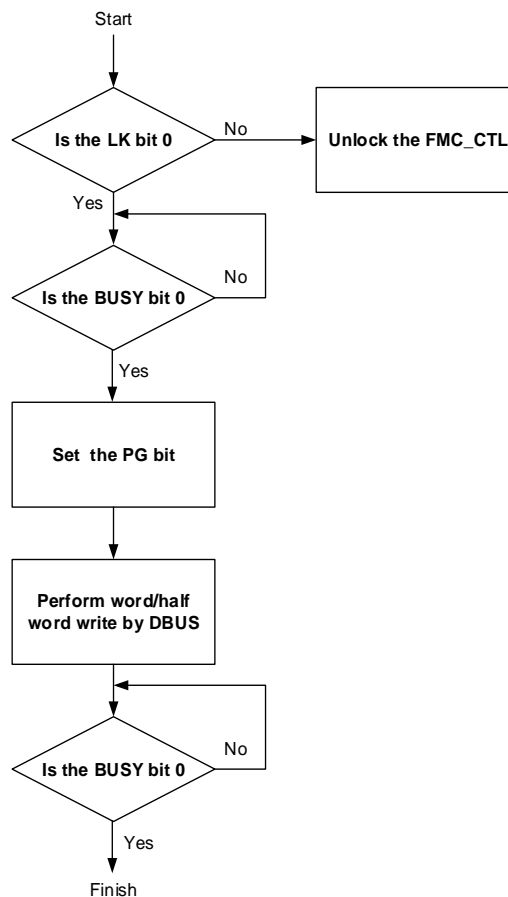 Start
Is the LK bit 0
No
Unlock the FMC_CTL
Yes
No
Is the BUSY bit 0
Yes
Set the PG bit
Perform word/half
word write by DBUS
No
Is the BUSY bit 0
Yes
Finish